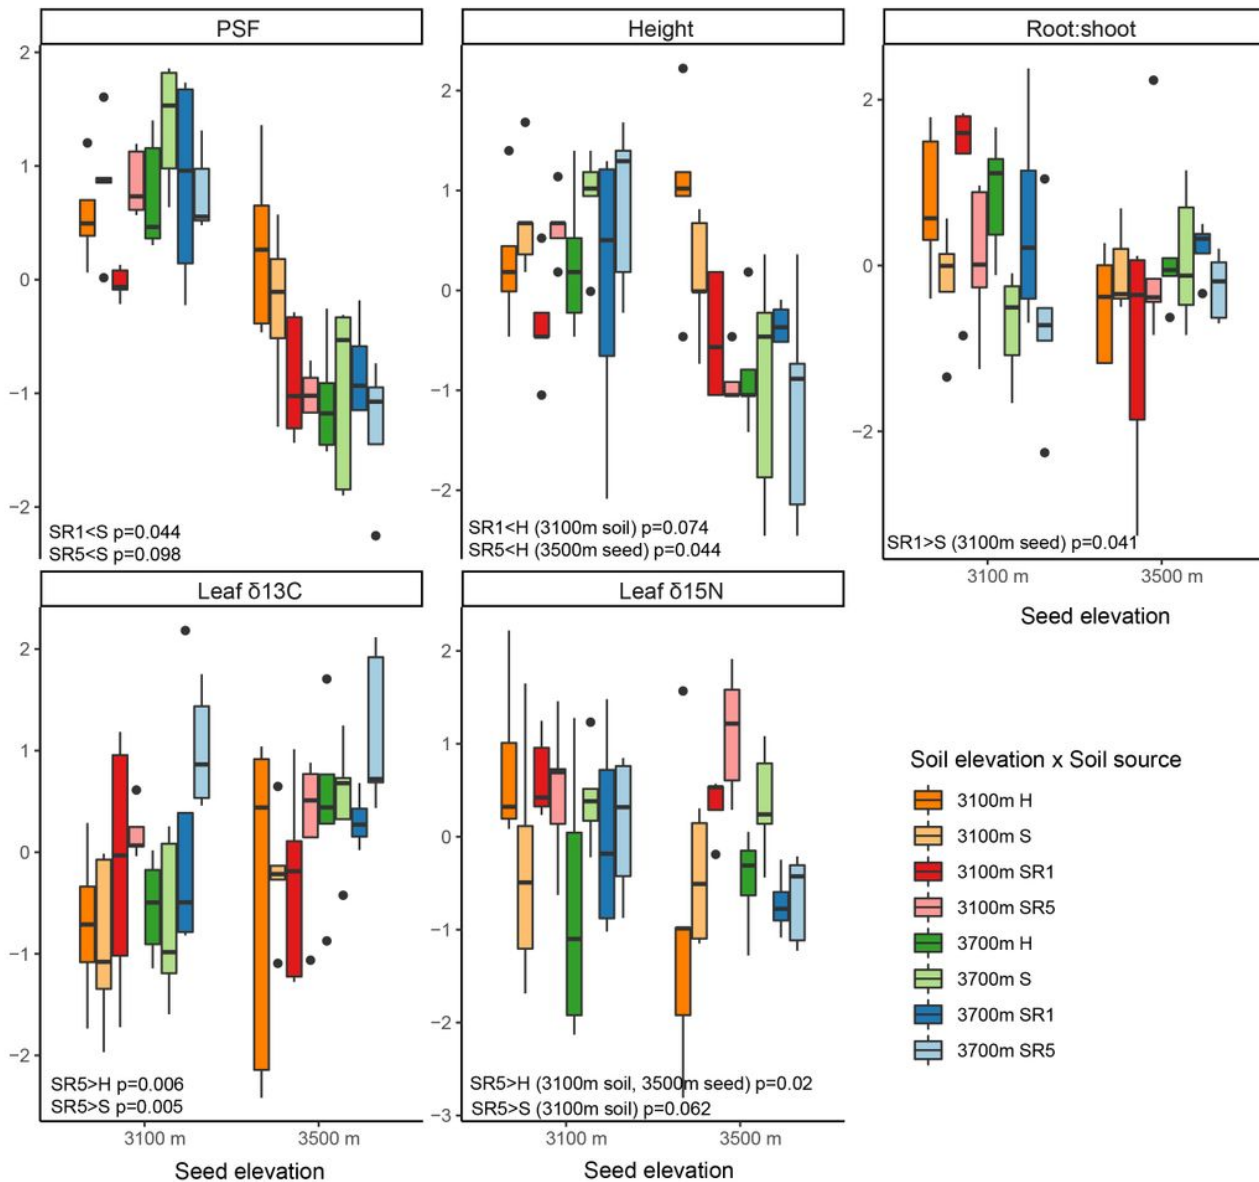 PSF
Height
Root:shoot
2
1
0
−1
−2
SR1<S p=0.044
SR5<S p=0.098
2
1
0
−1
−2
SR1<H (3100m soil) p=0.074
SR5<H (3500m seed) p=0.044
2
0
−2
SR1>S (3100m seed) p=0.041
3100 m
3500 m
Seed elevation
Leaf δ13C
Leaf δ15N
2
1
0
−1
−2
SR5>H p=0.006
SR5>S p=0.005
3100 m
3500 m
Seed elevation
2
1
0
−1
−2
−3
SR5>H (3100m soil, 3500m seed) p=0.02
SR5>S (3100m soil) p=0.062
3100 m
3500 m
Seed elevation
Soil elevation x Soil source
3100m H
3100m S
3100m SR1
3100m SR5
3700m H
3700m S
3700m SR1
3700m SR5